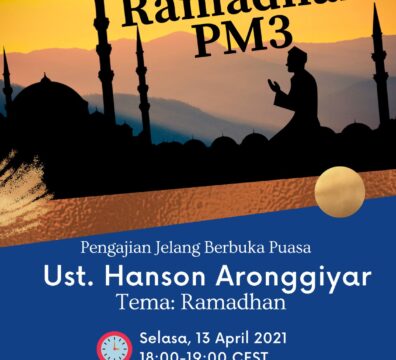 Ramadhan
PM3
Pengajian Jelang Berbuka Puasa
Ust. Hanson Aronggiyar
Tema: Ramadhan
Selasa, 13 April 2021
18:00-19:00 CEST